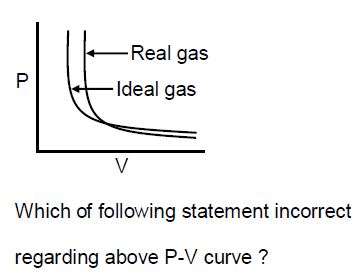 Real gas
P
Ideal gas
V
Which of following statement incorrect
regarding above P-V curve ?